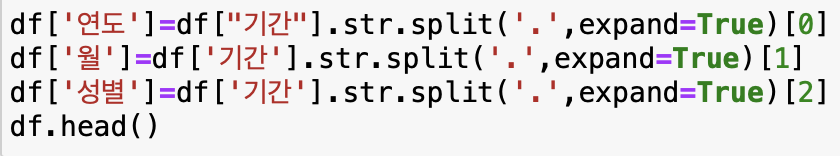 df['연도']=df["기간"].str.split('.',expand=True)[0]
df['월']=df['기간'].str.split('.',expand=True)[1]
df['성별']=df['기간'].str.split('.',expand=True)[2]
df.head()